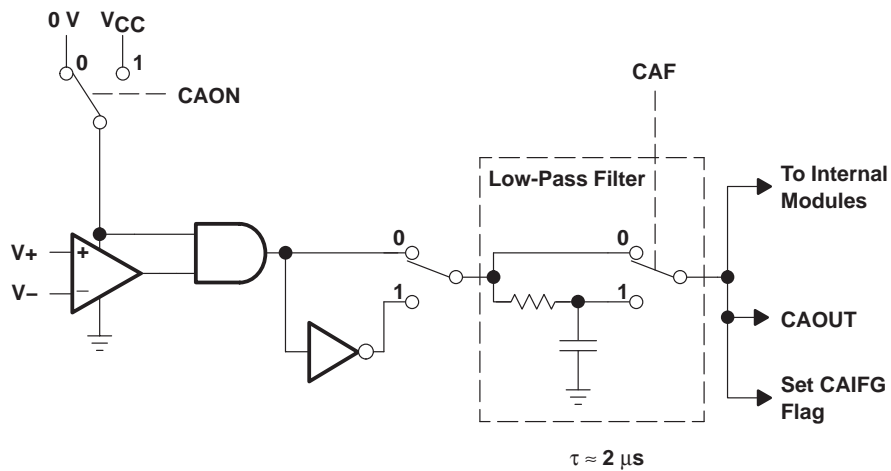 0 V VCC
0 1
CAON
CAF
Low-Pass Filter
To Internal
Modules
V+ +
V− −
0 0
1 1
CAOUT
Set CAIFG
Flag
τ ≈ 2 μs